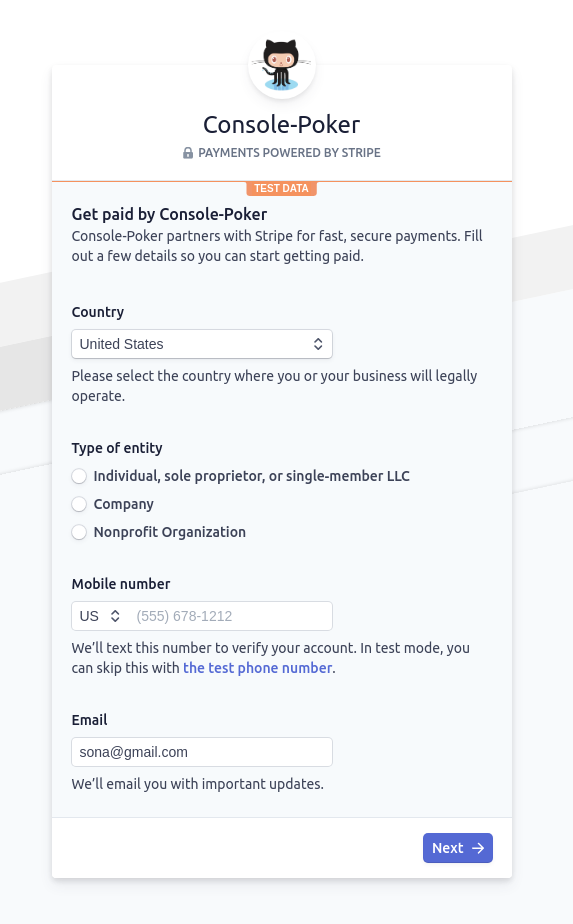 Console-Poker
PAYMENTS POWERED BY STRIPE
TEST DATA
Get paid by Console-Poker
Console-Poker partners with Stripe for fast, secure payments. Fill
out a few details so you can start getting paid.
Country
United States
Please select the country where you or your business will legally
operate.
Type of entity
Individual, sole proprietor, or single-member LLC
Company
Nonprofit Organization
Mobile number
US (555) 678-1212
We’ll text this number to verify your account. In test mode, you
can skip this with the test phone number.
Email
sona@gmail.com
We’ll email you with important updates.
Next →